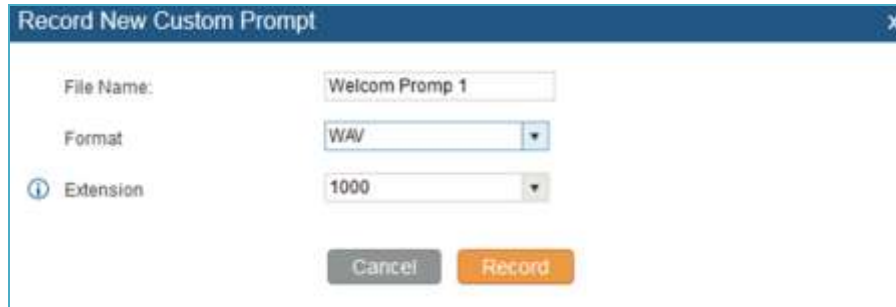 Record New Custom Prompt X
File Name: Welcom Promp 1
Format WAV
Extension 1000
Cancel Record